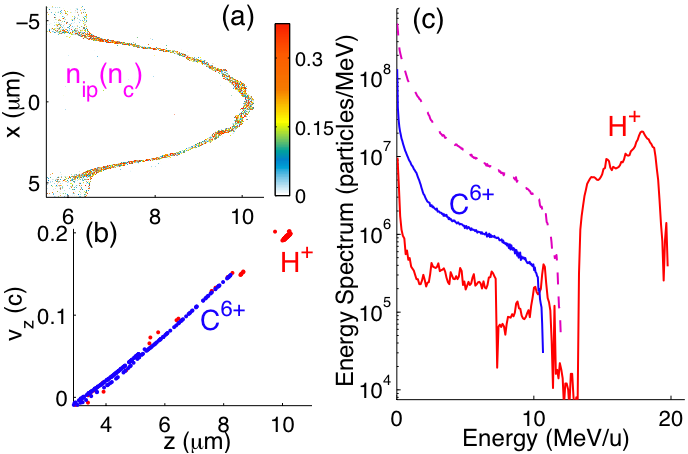 (a)
x (μm)
−5
0
5
n_ip(n_c)
6
8
10
0.3
0.15
0
(b)
v_z (c)
0.2
0.1
0
H⁺
C⁶⁺
4
6
8
10
z (μm)
(c)
Energy Spectrum (particles/MeV)
10⁸
10⁷
10⁶
10⁵
10⁴
H⁺
C⁶⁺
0
10
20
Energy (MeV/u)